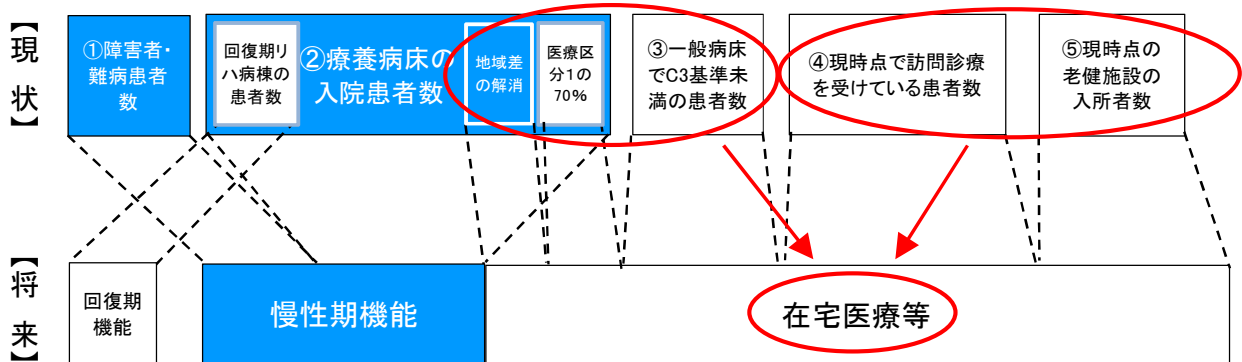 【現状】
①障害者・
難病患者
数
回復期リ
ハ病棟の
患者数
②療養病床の
入院患者数
地域差
の解消
医療区
分1の
70%
③一般病床
でC3基準未
満の患者数
④現時点で訪問診療
を受けている患者数
⑤現時点の
老健施設の
入所者数
【将来】
回復期
機能
慢性期機能
在宅医療等